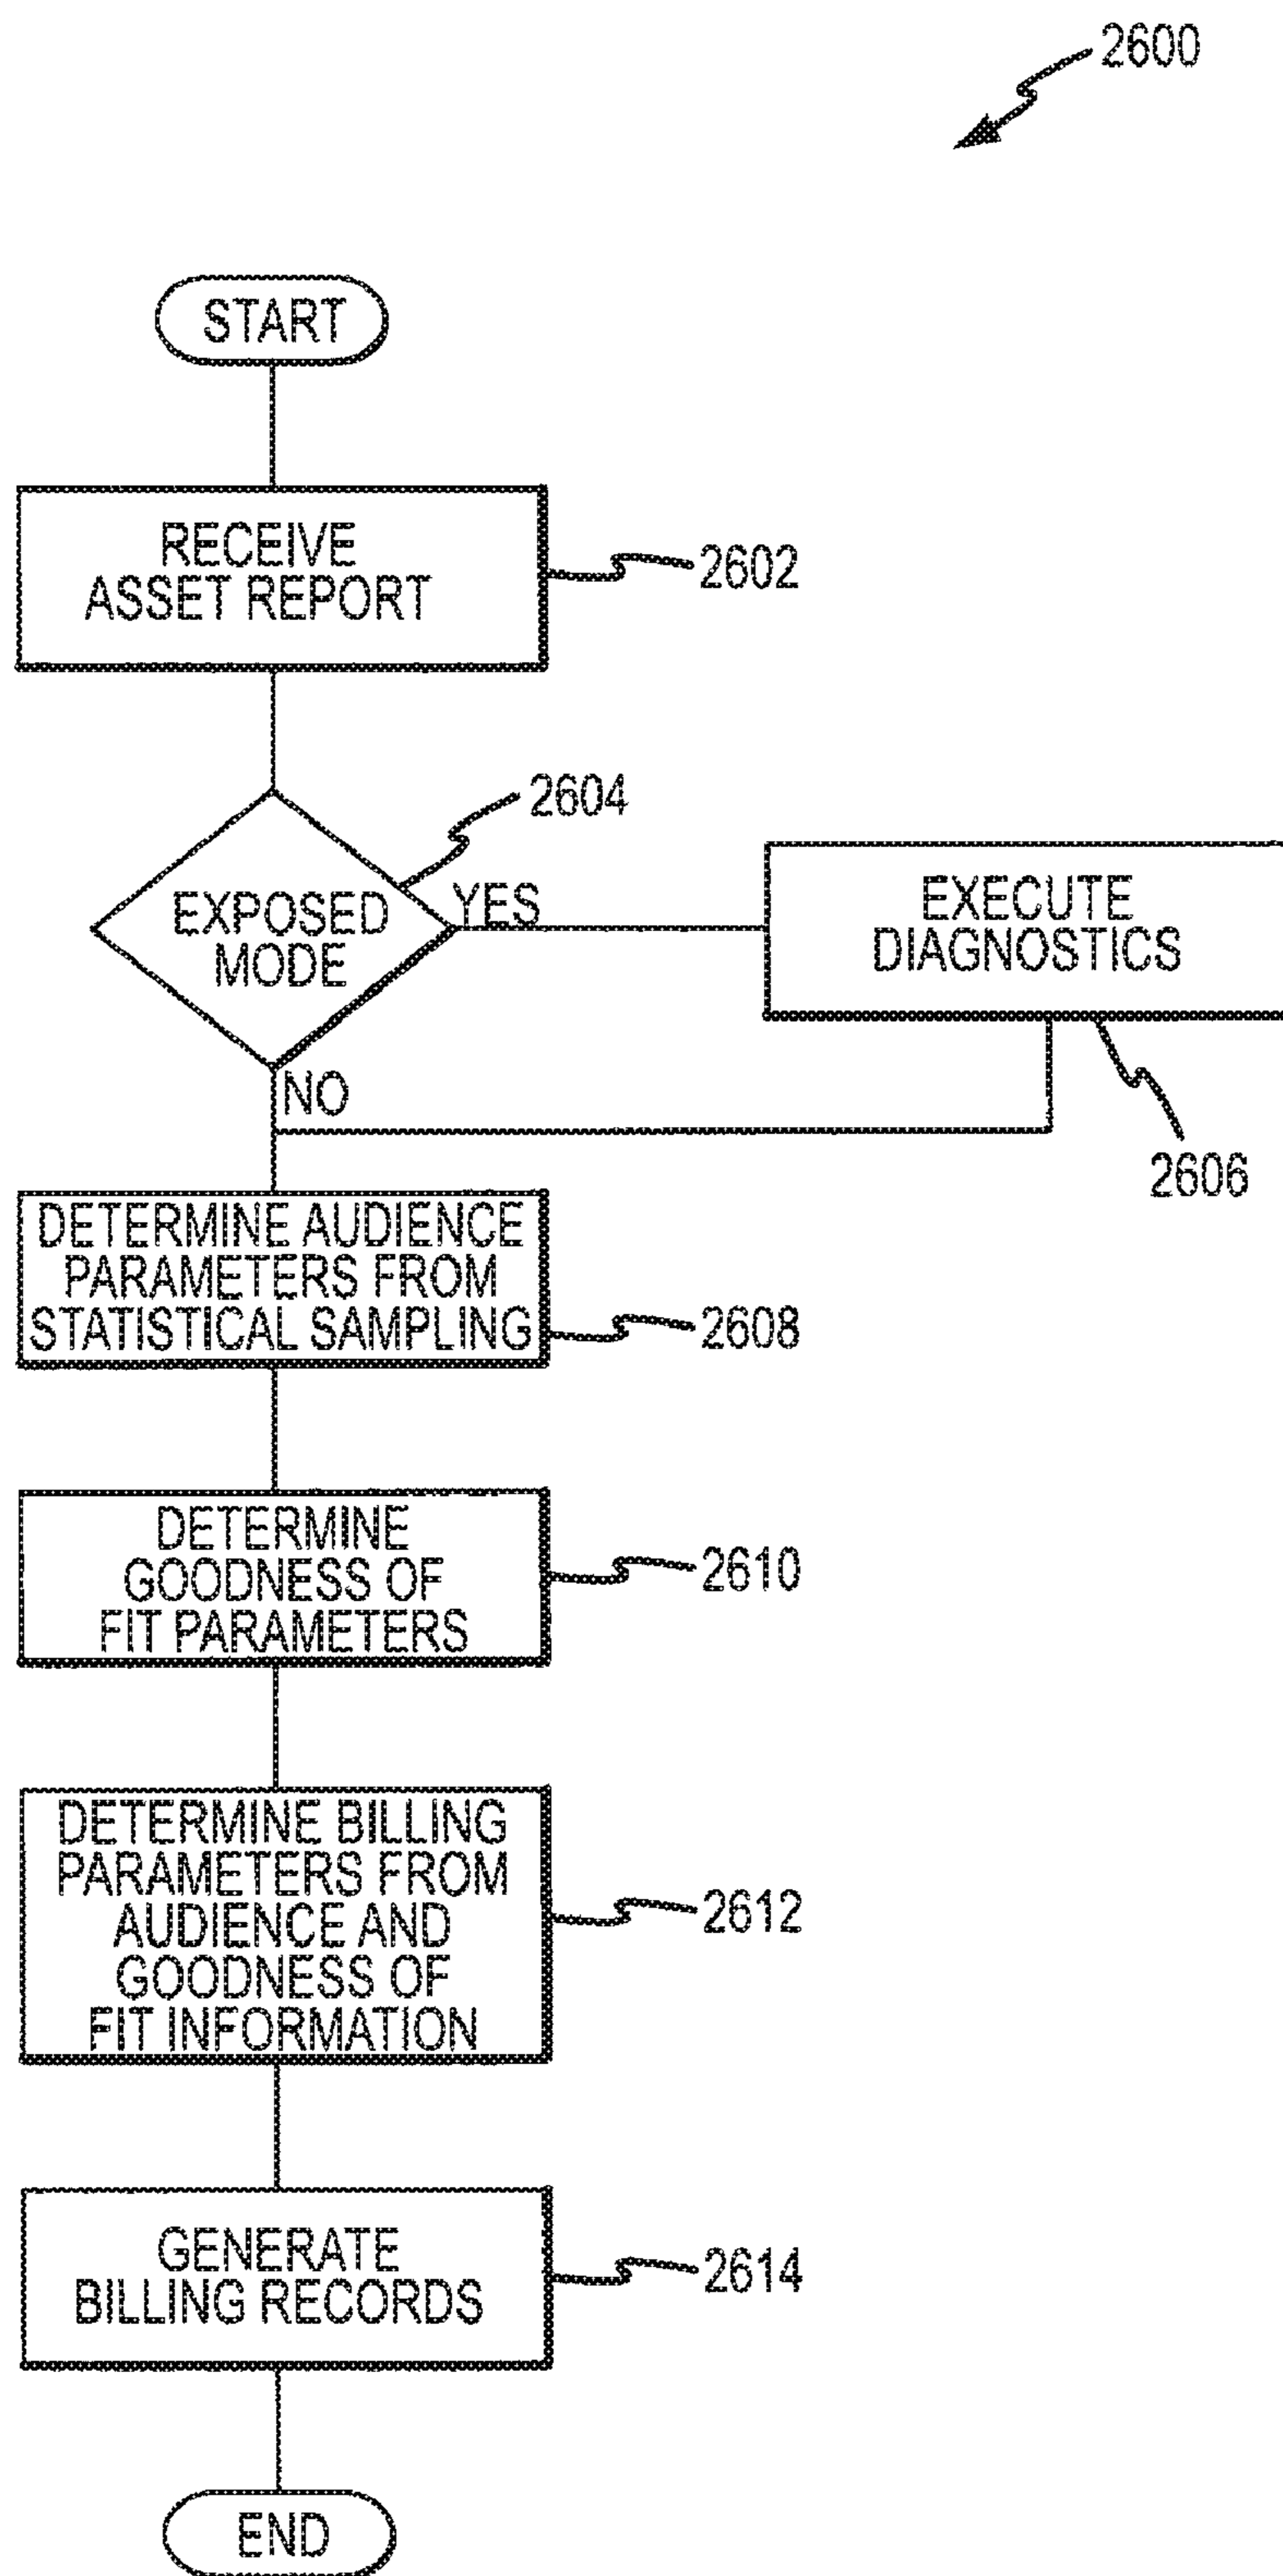 2600
START
RECEIVE
ASSET REPORT
2602
2604
EXPOSED
MODE
YES
EXECUTE
DIAGNOSTICS
NO
2606
DETERMINE AUDIENCE
PARAMETERS FROM
STATISTICAL SAMPLING
2608
DETERMINE
GOODNESS OF
FIT PARAMETERS
2610
DETERMINE BILLING
PARAMETERS FROM
AUDIENCE AND
GOODNESS OF
FIT INFORMATION
2612
GENERATE
BILLING RECORDS
2614
END